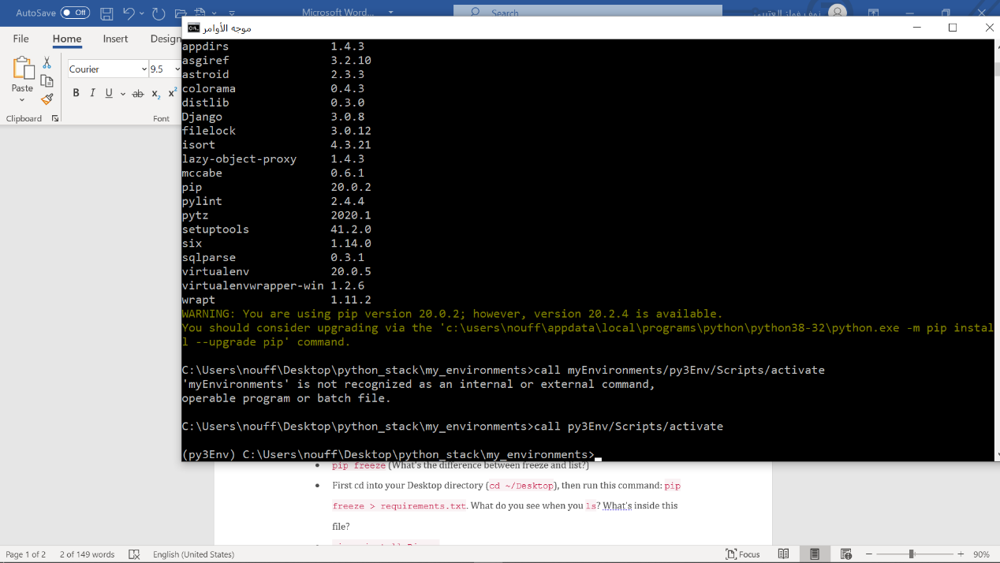 AutoSave Off
Microsoft Word...
Search
موجه الأوامر
File Home Insert Design
Courier 9.5
Paste
B I U ab x₂ x²
Clipboard Font
appdirs 1.4.3
asgiref 3.2.10
astroid 2.3.3
colorama 0.4.3
distlib 0.3.0
Django 3.0.8
filelock 3.0.12
isort 4.3.21
lazy-object-proxy 1.4.3
mccabe 0.6.1
pip 20.0.2
pylint 2.4.4
pytz 2020.1
setuptools 41.2.0
six 1.14.0
sqlparse 0.3.1
virtualenv 20.0.5
virtualenvwrapper-win 1.2.6
wrapt 1.11.2
WARNING: You are using pip version 20.0.2; however, version 20.2.4 is available.
You should consider upgrading via the 'c:\users\nouff\appdata\local\programs\python\python38-32\python.exe -m pip instal
l --upgrade pip' command.
C:\Users\nouff\Desktop\python_stack\my_environments>call myEnvironments/py3Env/Scripts/activate
'myEnvironments' is not recognized as an internal or external command,
operable program or batch file.
C:\Users\nouff\Desktop\python_stack\my_environments>call py3Env/Scripts/activate
(py3Env) C:\Users\nouff\Desktop\python_stack\my_environments>
• pip freeze (What's the difference between freeze and list?)
• First cd into your Desktop directory (cd ~/Desktop), then run this command: pip
freeze > requirements.txt. What do you see when you ls? What's inside this
file?
Page 1 of 2 2 of 149 words English (United States) Focus 90%